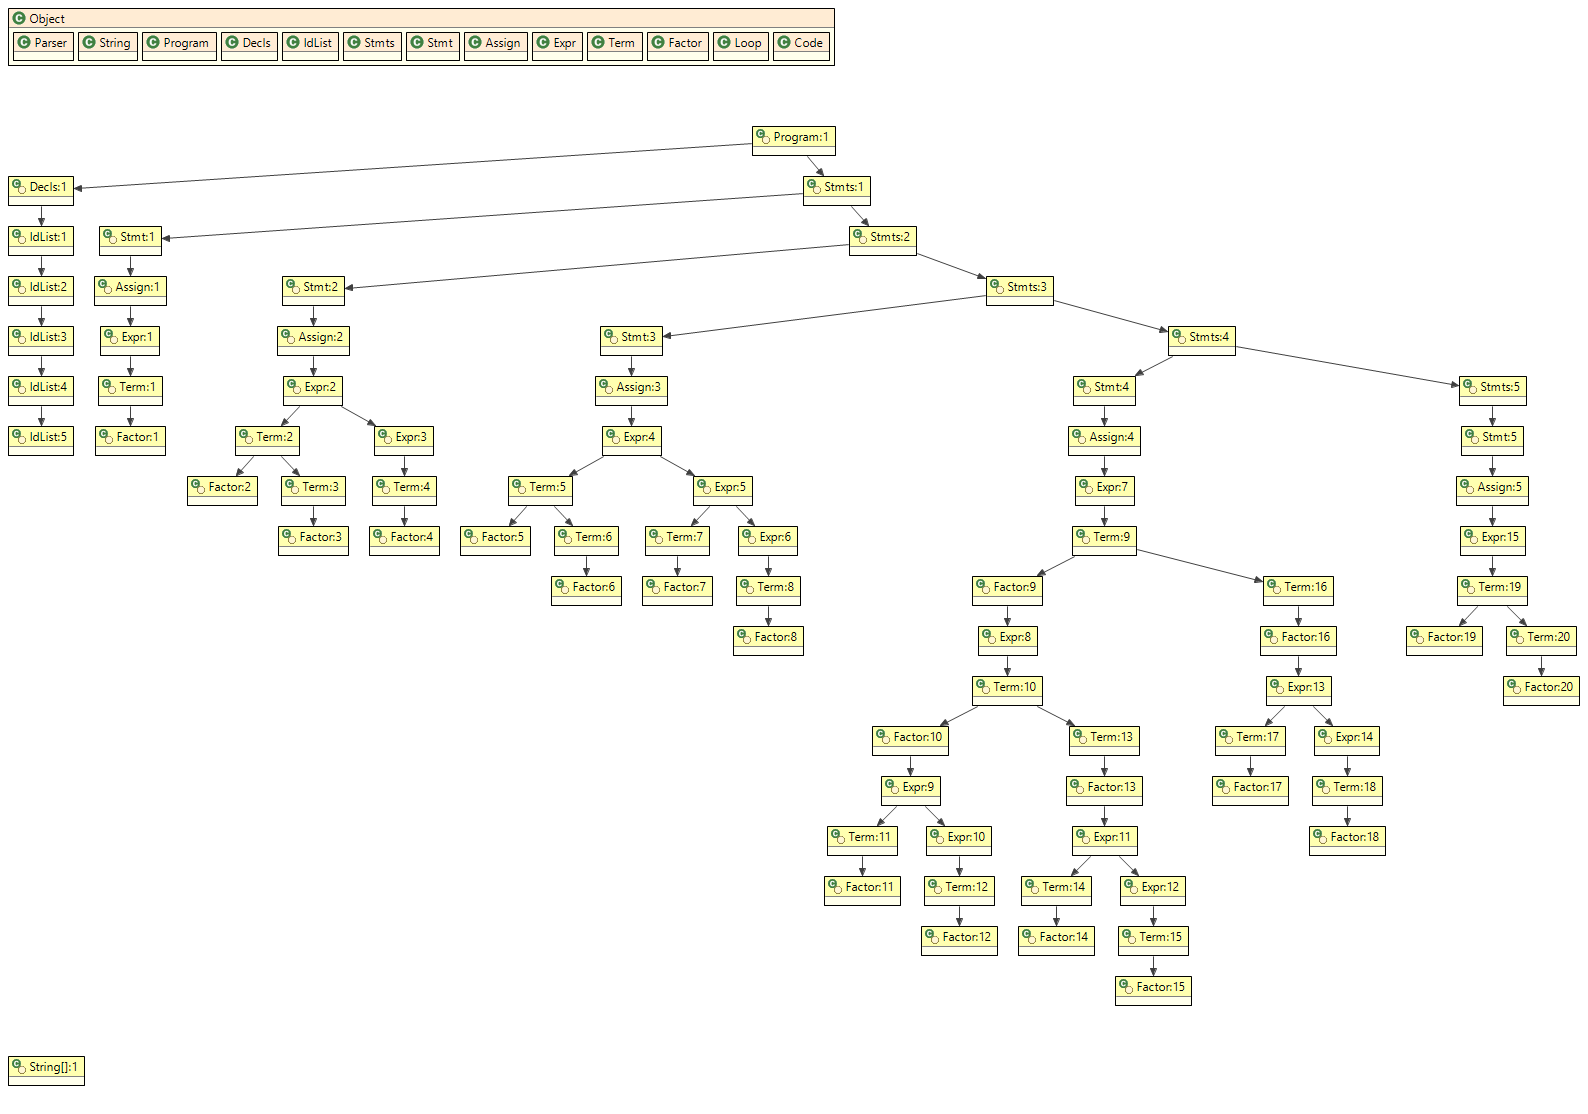 Object
Parser String Program Decls IdList Stmts Stmt Assign Expr Term Factor Loop Code
Program:1
Decls:1 Stmts:1
IdList:1 Stmt:1 Stmts:2
IdList:2 Assign:1 Stmt:2 Stmts:3
IdList:3 Expr:1 Assign:2 Stmt:3 Stmts:4
IdList:4 Term:1 Expr:2 Assign:3 Stmt:4 Stmts:5
IdList:5 Factor:1 Term:2 Expr:3 Expr:4 Assign:4 Stmt:5
Factor:2 Term:3 Term:4 Term:5 Expr:5 Expr:7 Assign:5
Factor:3 Factor:4 Factor:5 Term:6 Term:7 Expr:6 Term:9 Expr:15
Factor:6 Factor:7 Term:8 Factor:9 Term:16 Term:19
Factor:8 Expr:8 Factor:16 Factor:19 Term:20
Term:10 Expr:13 Factor:20
Factor:10 Term:13 Term:17 Expr:14
Expr:9 Factor:13 Factor:17 Term:18
Term:11 Expr:10 Expr:11 Factor:18
Factor:11 Term:12 Term:14 Expr:12
Factor:12 Factor:14 Term:15
Factor:15
String[]:1